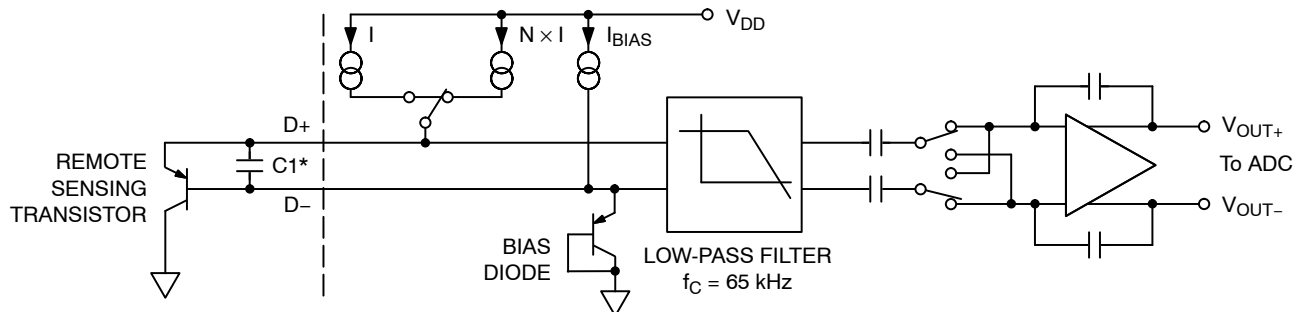 I
N × I
I_BIAS
V_DD
D+
C1*
REMOTE
SENSING
TRANSISTOR
D−
BIAS
DIODE
LOW-PASS FILTER
f_C = 65 kHz
V_OUT+
To ADC
V_OUT−